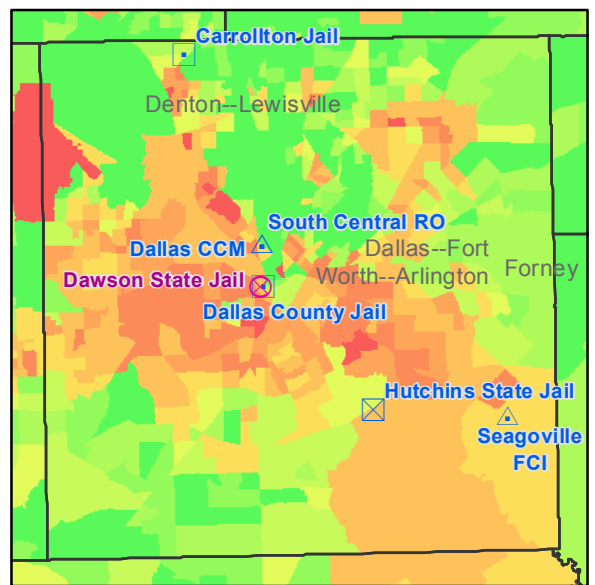 Carrollton Jail
Denton--Lewisville
South Central RO
Dallas CCM
Dallas--Fort
Worth--Arlington
Forney
Dawson State Jail
Dallas County Jail
Hutchins State Jail
Seagoville
FCI